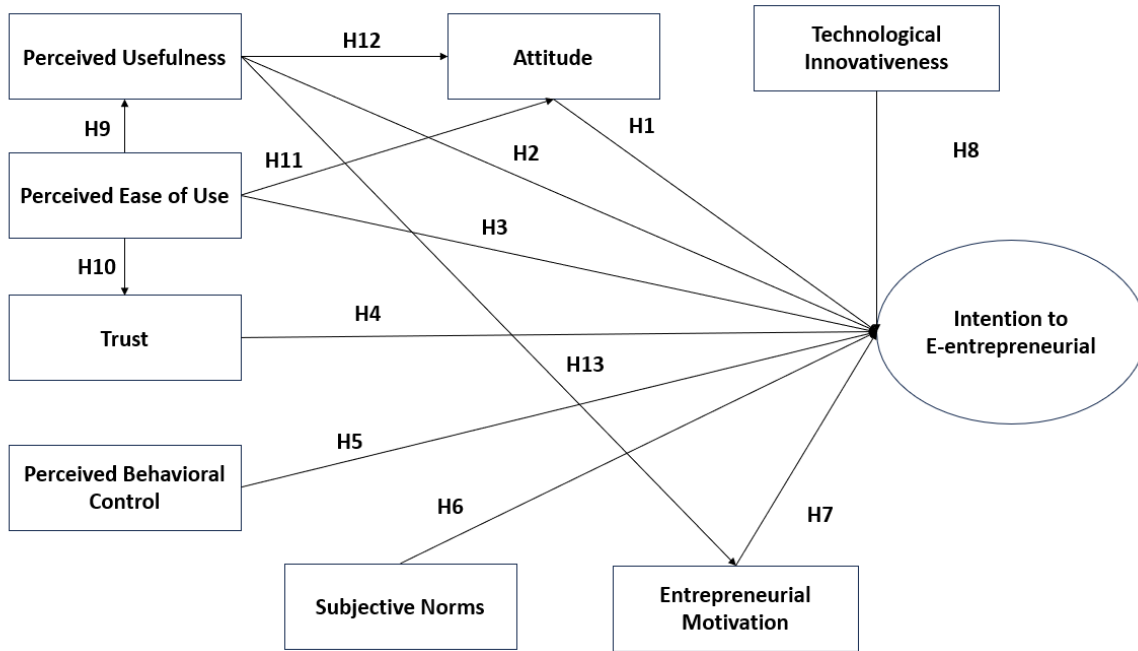 Perceived Usefulness
H12
Attitude
Technological
Innovativeness
H9
H11
H2
H1
H8
Perceived Ease of Use
H3
H10
Trust
H4
Intention to
E-entrepreneurial
H13
Perceived Behavioral
Control
H5
H6
H7
Subjective Norms
Entrepreneurial
Motivation